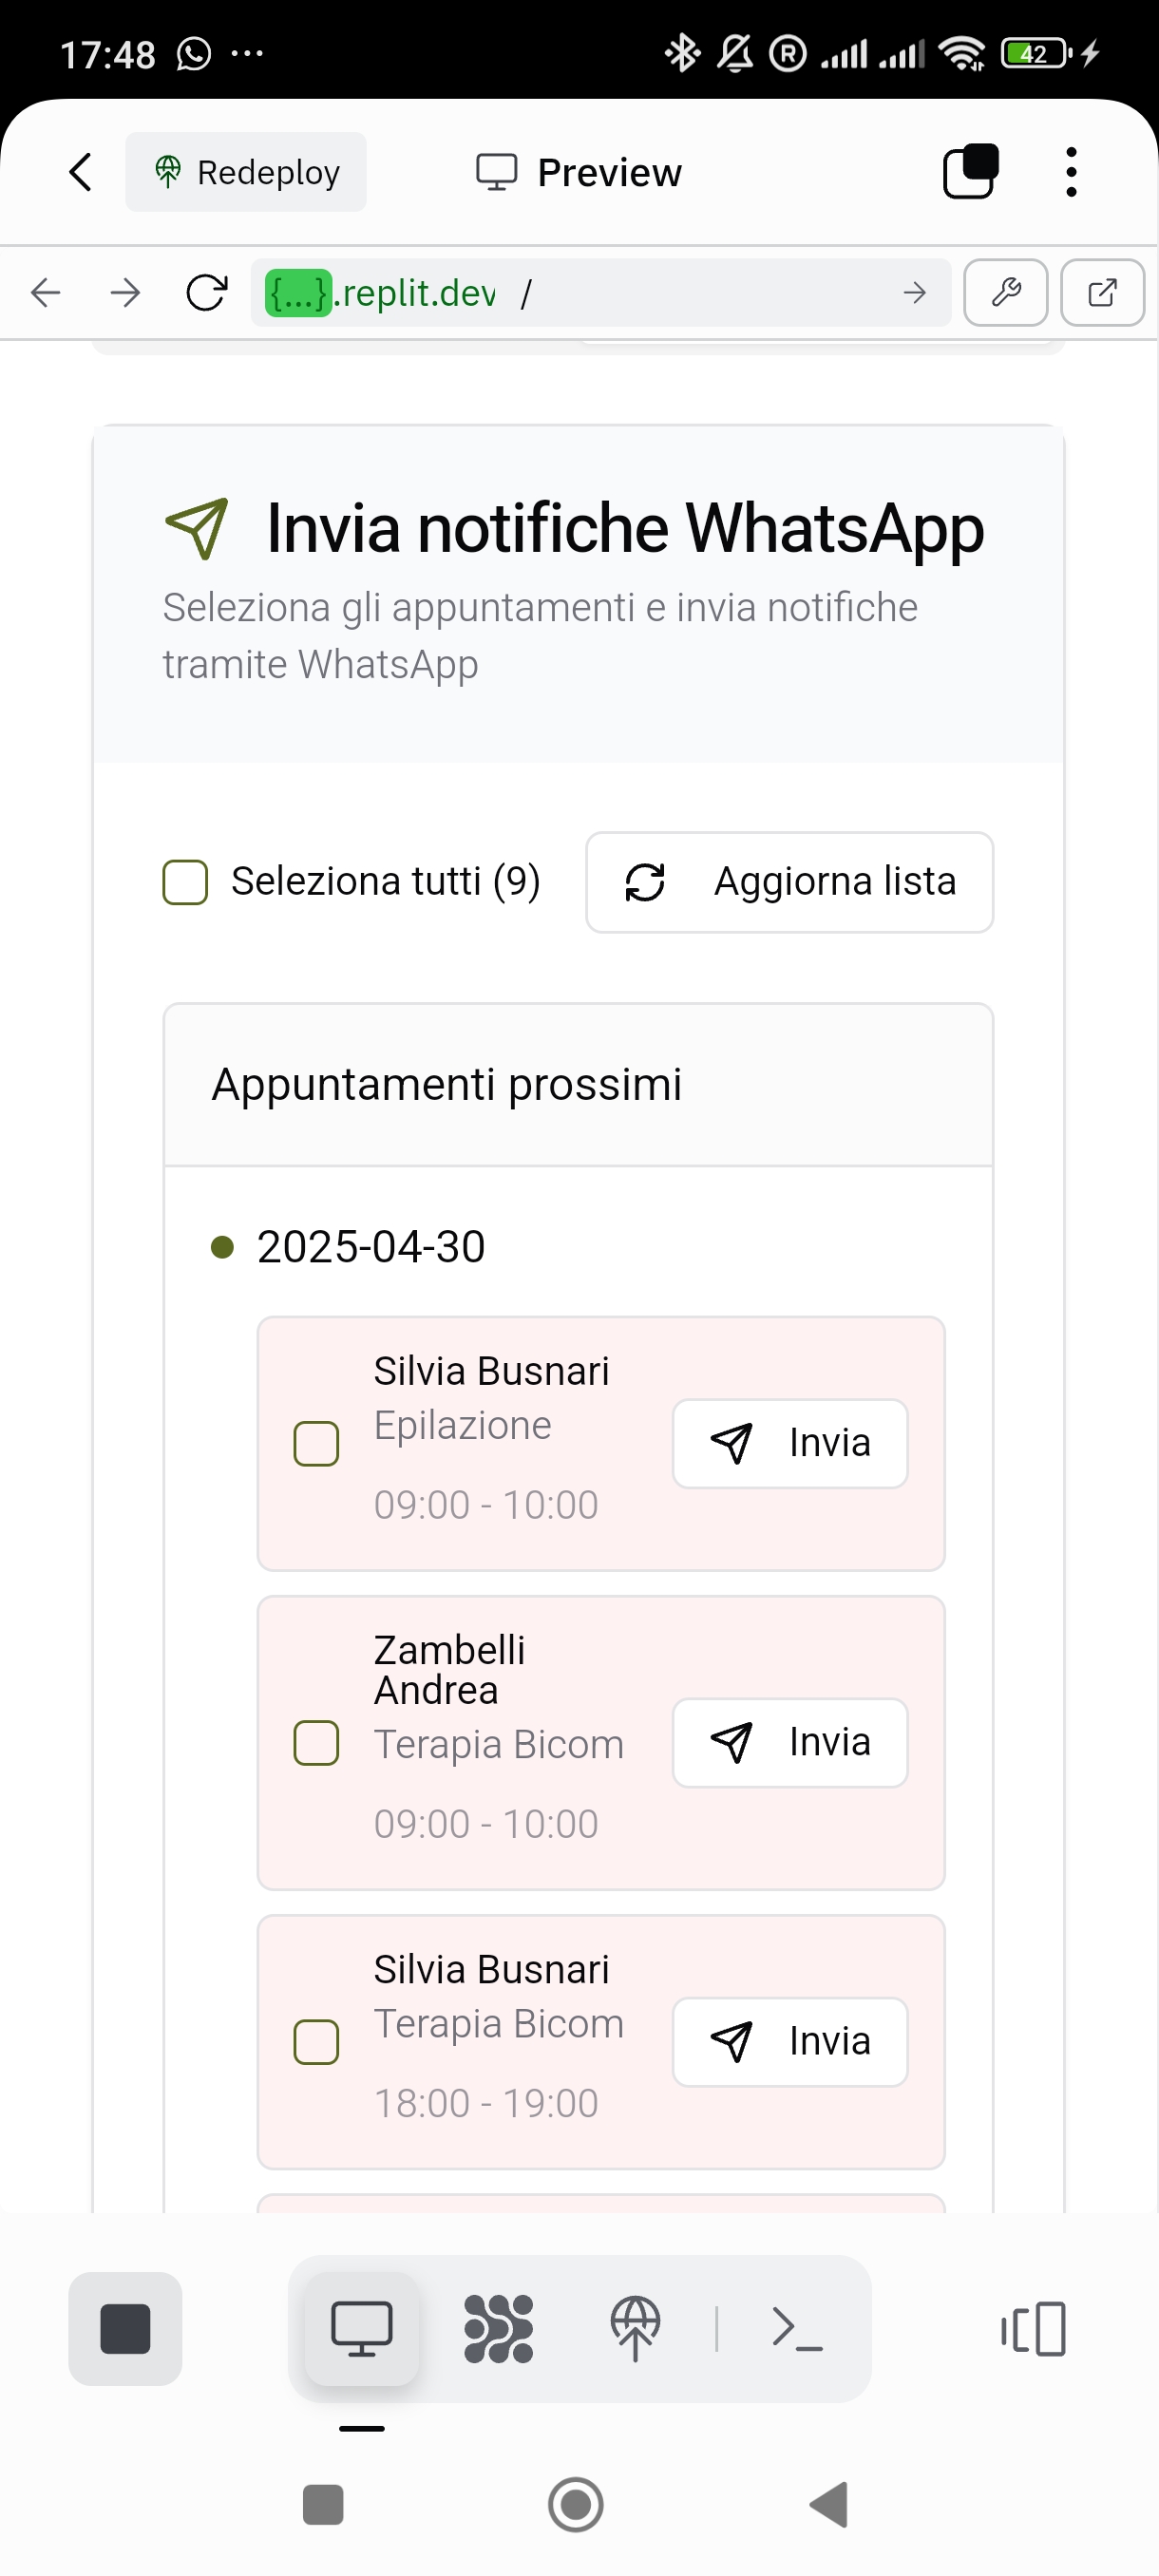 17:48
R
42
Redeploy
Preview
{...}.replit.dev /
Invia notifiche WhatsApp
Seleziona gli appuntamenti e invia notifiche
tramite WhatsApp
Seleziona tutti (9)
Aggiorna lista
Appuntamenti prossimi
2025-04-30
Silvia Busnari
Epilazione
09:00 - 10:00
Invia
Zambelli
Andrea
Terapia Bicom
09:00 - 10:00
Invia
Silvia Busnari
Terapia Bicom
18:00 - 19:00
Invia